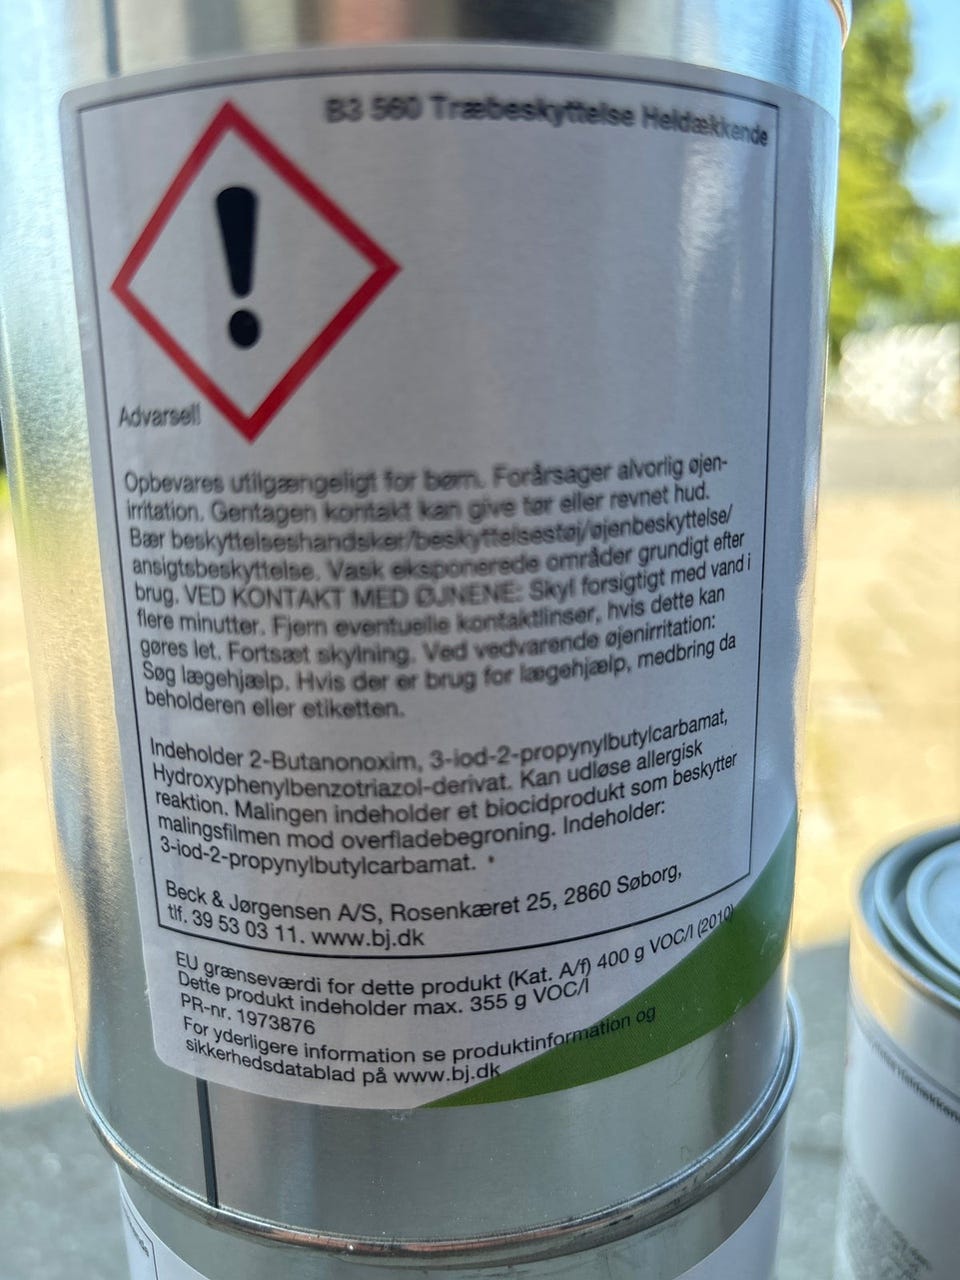 B3 560 Træbeskyttelse Heldækkende
Advarsel!
Opbevares utilgængeligt for børn. Forårsager alvorlig øjen-
irritation. Gentagen kontakt kan give tør eller revnet hud.
Bær beskyttelseshandsker/beskyttelsestøj/øjenbeskyttelse/
ansigtsbeskyttelse. Vask eksponerede områder grundigt efter
brug. VED KONTAKT MED ØJNENE: Skyl forsigtigt med vand i
flere minutter. Fjern eventuelle kontaktlinser, hvis dette kan
gøres let. Fortsæt skylning. Ved vedvarende øjenirritation:
Søg lægehjælp. Hvis der er brug for lægehjælp, medbring da
beholderen eller etiketten.
Indeholder 2-Butanonoxim, 3-iod-2-propynylbutylcarbamat,
Hydroxyphenylbenzotriazol-derivat. Kan udløse allergisk
reaktion. Malingen indeholder et biocidprodukt som beskytter
malingsfilmen mod overfladebegroning. Indeholder:
3-iod-2-propynylbutylcarbamat.
Beck & Jørgensen A/S, Rosenkæret 25, 2860 Søborg,
tlf. 39 53 03 11. www.bj.dk
EU grænseværdi for dette produkt (Kat. A/f) 400 g VOC/l (2010)
Dette produkt indeholder max. 355 g VOC/l
PR-nr. 1973876
For yderligere information se produktinformation og
sikkerhedsdatablad på www.bj.dk